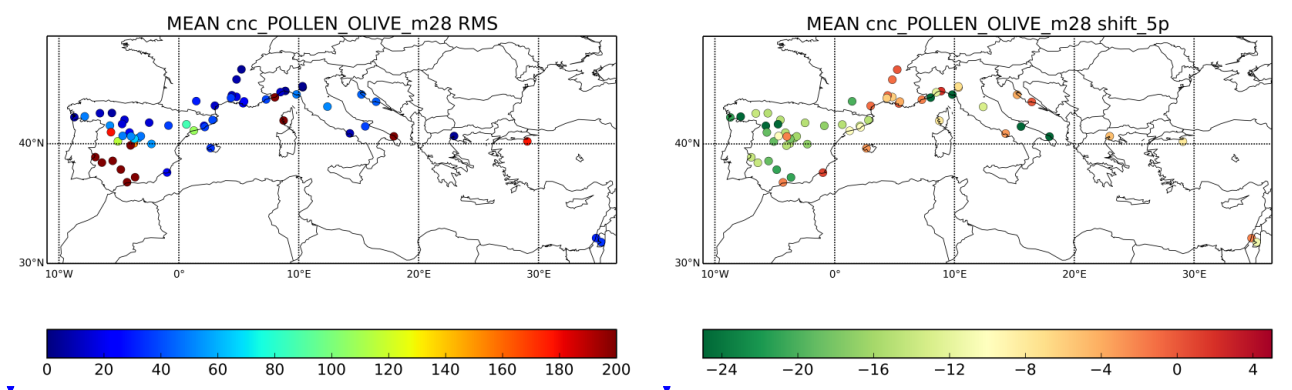 MEAN cnc_POLLEN_OLIVE_m28 RMS
40°N
30°N
10°W 0° 10°E 20°E 30°E
0 20 40 60 80 100 120 140 160 180 200
MEAN cnc_POLLEN_OLIVE_m28 shift_5p
40°N
30°N
10°W 0° 10°E 20°E 30°E
−24 −20 −16 −12 −8 −4 0 4